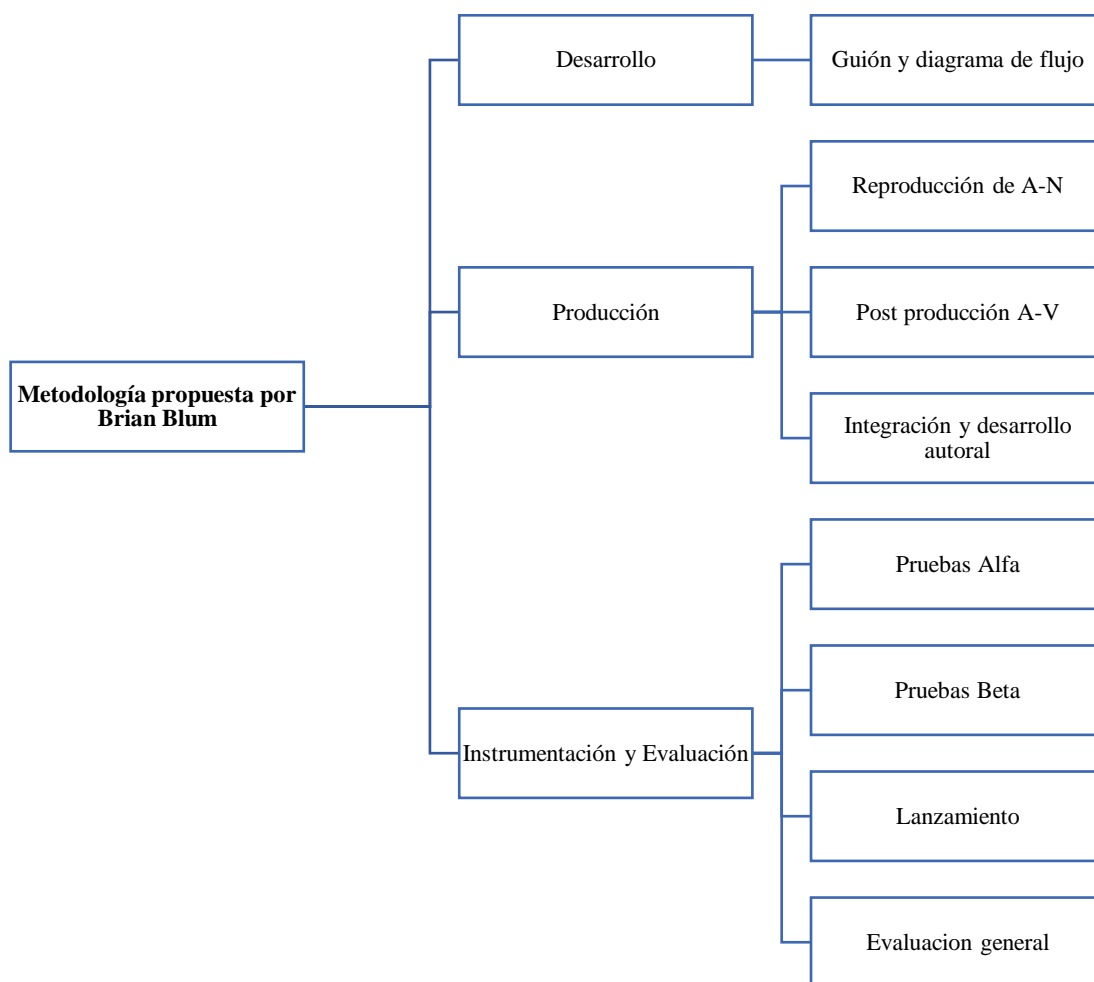 Desarrollo
Guión y diagrama de flujo
Reproducción de A-N
Producción
Post producción A-V
Metodología propuesta por
Brian Blum
Integración y desarrollo
autoral
Pruebas Alfa
Pruebas Beta
Instrumentación y Evaluación
Lanzamiento
Evaluacion general